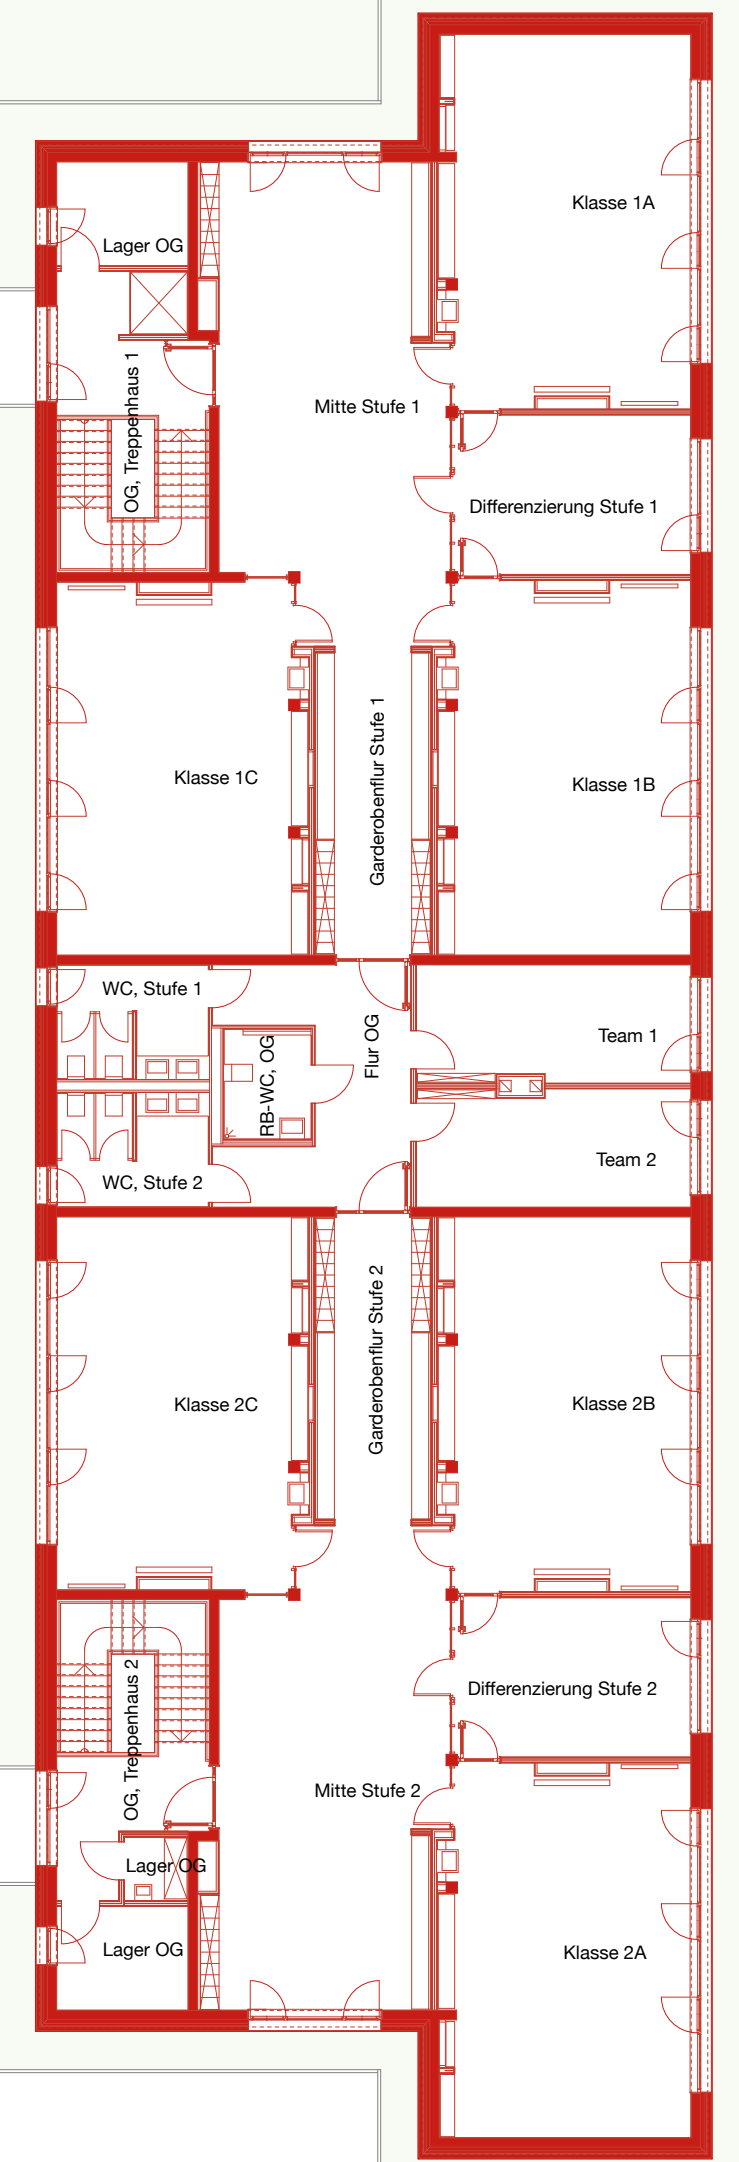 Klasse 1A
Lager OG
OG, Treppenhaus 1
Mitte Stufe 1
Differenzierung Stufe 1
Klasse 1C
Garderobenflur Stufe 1
Klasse 1B
WC, Stufe 1
RB-WC, OG
Flur OG
Team 1
WC, Stufe 2
Team 2
Klasse 2C
Garderobenflur Stufe 2
Klasse 2B
OG, Treppenhaus 2
Differenzierung Stufe 2
Mitte Stufe 2
Lager OG
Lager OG
Klasse 2A